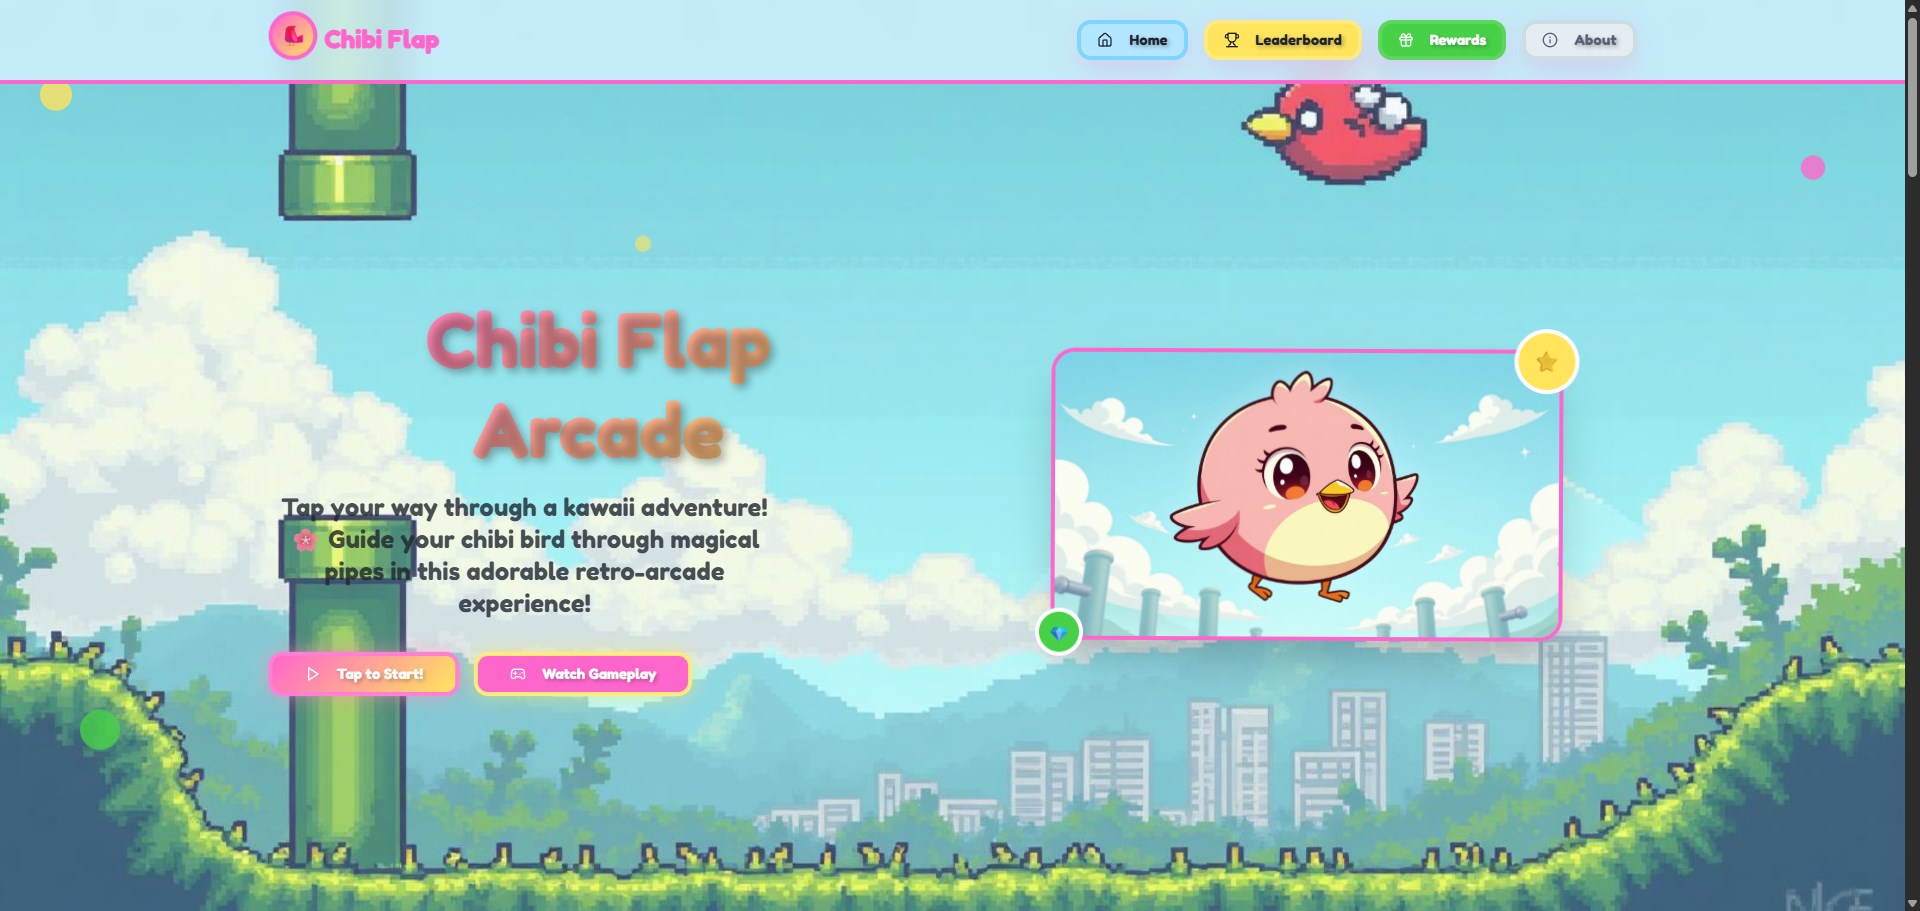 Chibi Flap
Home
Leaderboard
Rewards
About
Chibi Flap
Arcade
Tap your way through a kawaii adventure!
🌸 Guide your chibi bird through magical
pipes in this adorable retro-arcade
experience!
Tap to Start!
Watch Gameplay